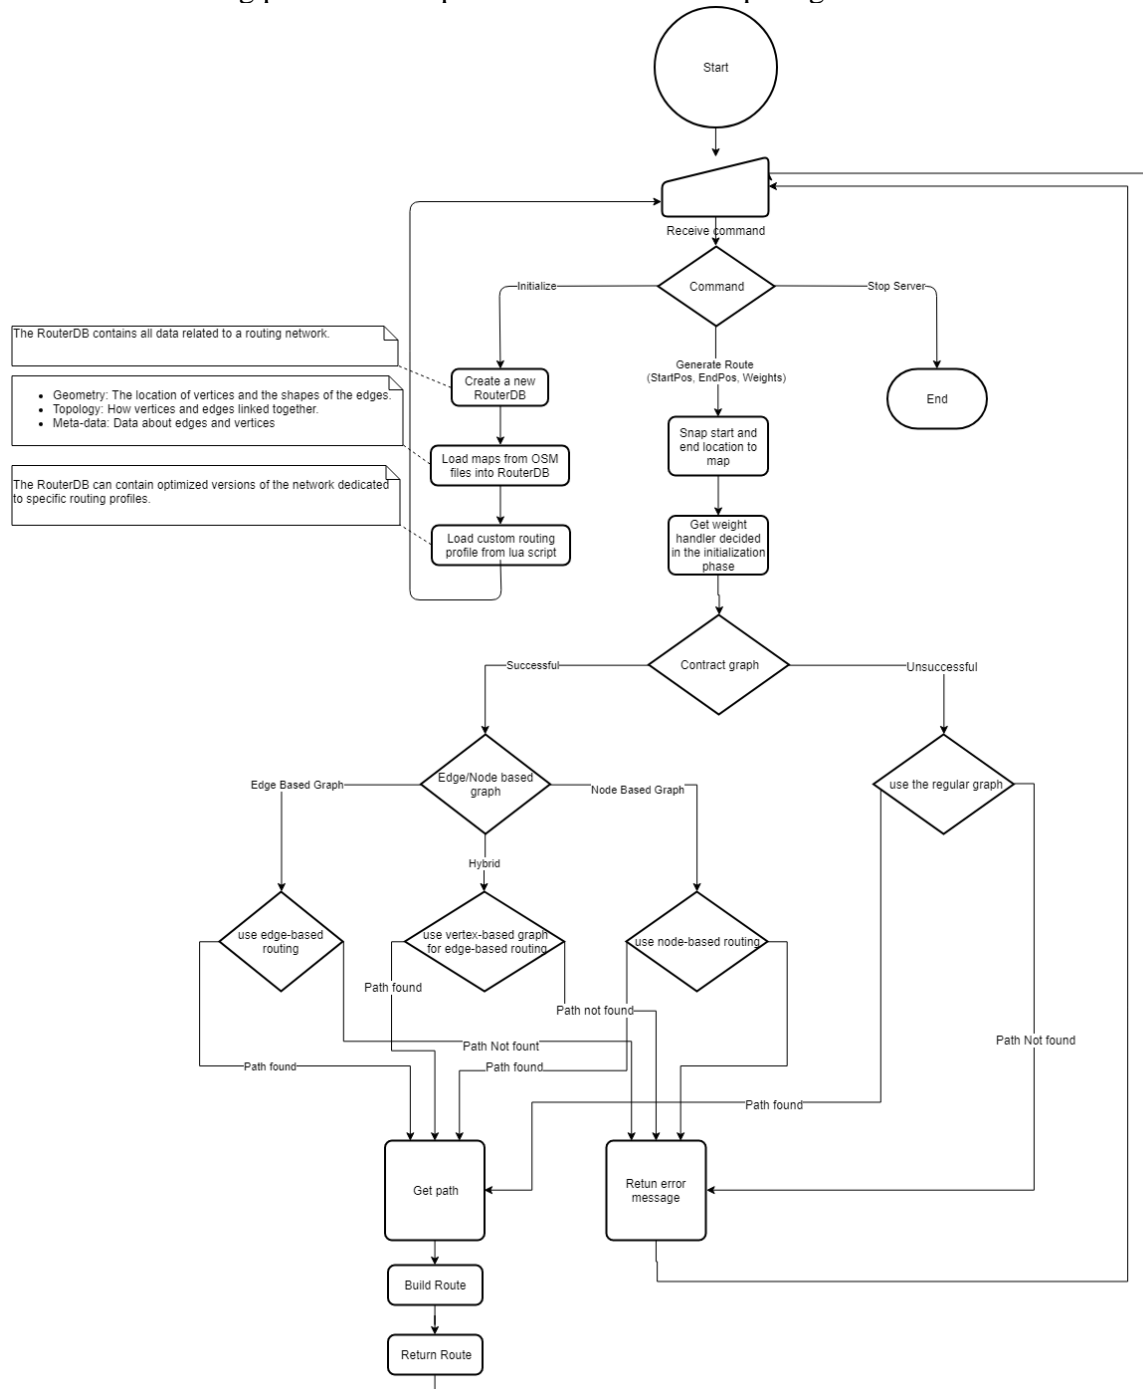 Start
Receive command
Command
Initialize
Stop Server
The RouterDB contains all data related to a routing network.
Generate Route
(StartPos, EndPos, Weights)
Create a new
RouterDB
End
• Geometry: The location of vertices and the shapes of the edges.
• Topology: How vertices and edges linked together.
• Meta-data: Data about edges and vertices
Snap start and
end location to
map
Load maps from OSM
files into RouterDB
The RouterDB can contain optimized versions of the network dedicated
to specific routing profiles.
Load custom routing
profile from lua script
Get weight
handler decided
in the initialization
phase
Contract graph
Successful
Unsuccessful
Edge/Node based
graph
Edge Based Graph
Node Based Graph
use the regular graph
Hybrid
use edge-based
routing
use vertex-based graph
for edge-based routing
use node-based routing
Path found
Path not found
Path Not fount
Path Not found
Path found
Path found
Path found
Get path
Retun error
message
Build Route
Return Route